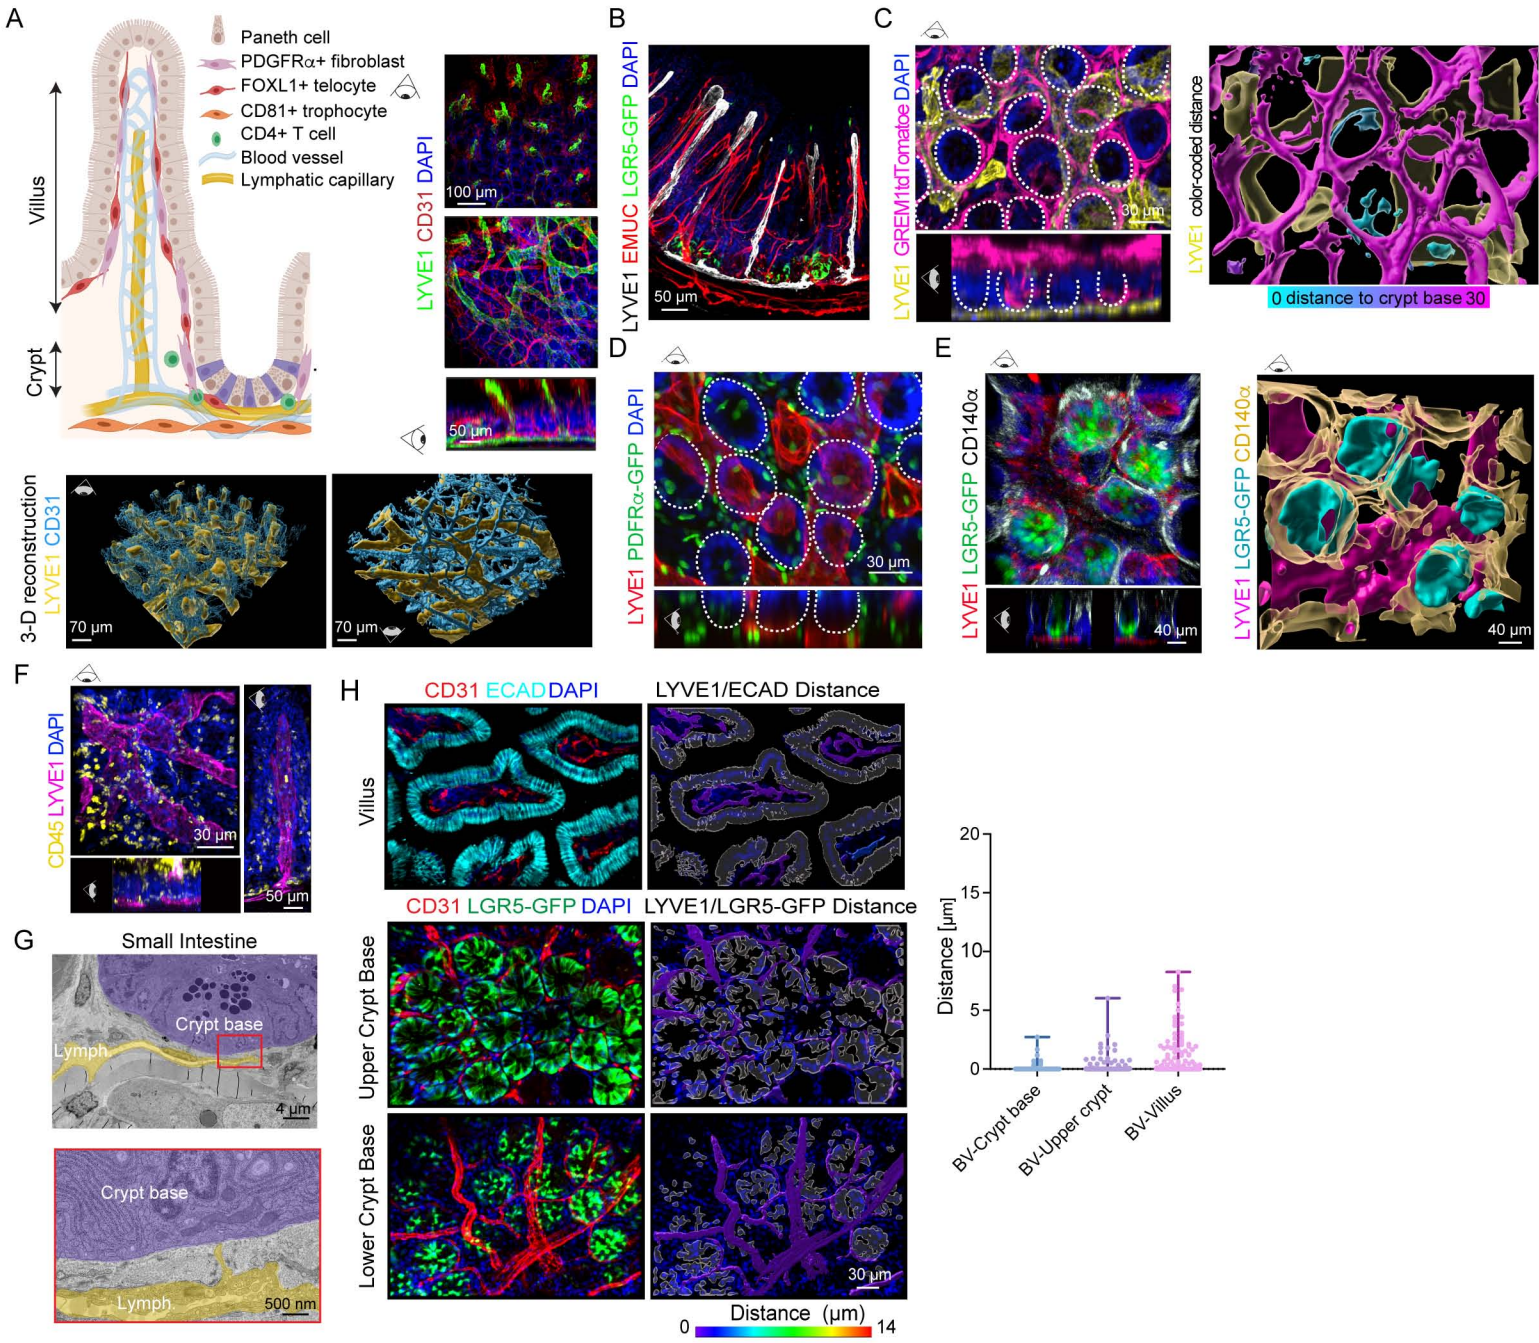 A
Paneth cell
PDGFRα+ fibroblast
FOXL1+ telocyte
CD81+ trophocyte
CD4+ T cell
Blood vessel
Lymphatic capillary
Villus
Crypt
LYVE1 CD31 DAPI
100 µm
50 µm
3-D reconstruction
LYVE1 CD31
70 µm
70 µm
B
LYVE1 EMUC LGR5-GFP DAPI
50 µm
C
LYVE1 GREM1tdTomatoe DAPI
30 µm
LYVE1 color-coded distance
0 distance to crypt base 30
D
LYVE1 PDFRα-GFP DAPI
30 µm
E
LYVE1 LGR5-GFP CD140α
40 µm
LYVE1 LGR5-GFP CD140α
40 µm
F
CD45 LYVE1 DAPI
30 µm
50 µm
G
Small Intestine
Crypt base
Lymph.
4 µm
Crypt base
Lymph.
500 nm
H
CD31 ECAD DAPI
LYVE1/ECAD Distance
Villus
CD31 LGR5-GFP DAPI
LYVE1/LGR5-GFP Distance
Upper Crypt Base
Lower Crypt Base
30 µm
Distance (µm)
0
14
Distance [µm]
20
15
10
5
0
BV-Crypt base
BV-Upper crypt
BV-Villus